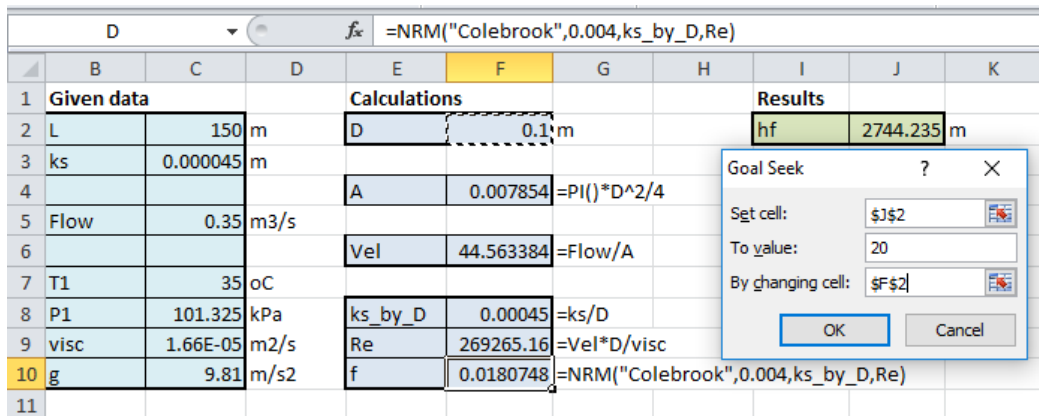 D fx =NRM("Colebrook",0.004,ks_by_D,Re)
B C D E F G H I J K
1 Given data Calculations Results
2 L 150 m D 0.1 m hf 2744.235 m
3 ks 0.000045 m
4 A 0.007854 =PI()*D^2/4
5 Flow 0.35 m3/s
6 Vel 44.563384 =Flow/A
7 T1 35 oC
8 P1 101.325 kPa ks_by_D 0.00045 =ks/D
9 visc 1.66E-05 m2/s Re 269265.16 =Vel*D/visc
10 g 9.81 m/s2 f 0.0180748 =NRM("Colebrook",0.004,ks_by_D,Re)
11
Goal Seek ? ×
Set cell: $J$2
To value: 20
By changing cell: $F$2
OK Cancel